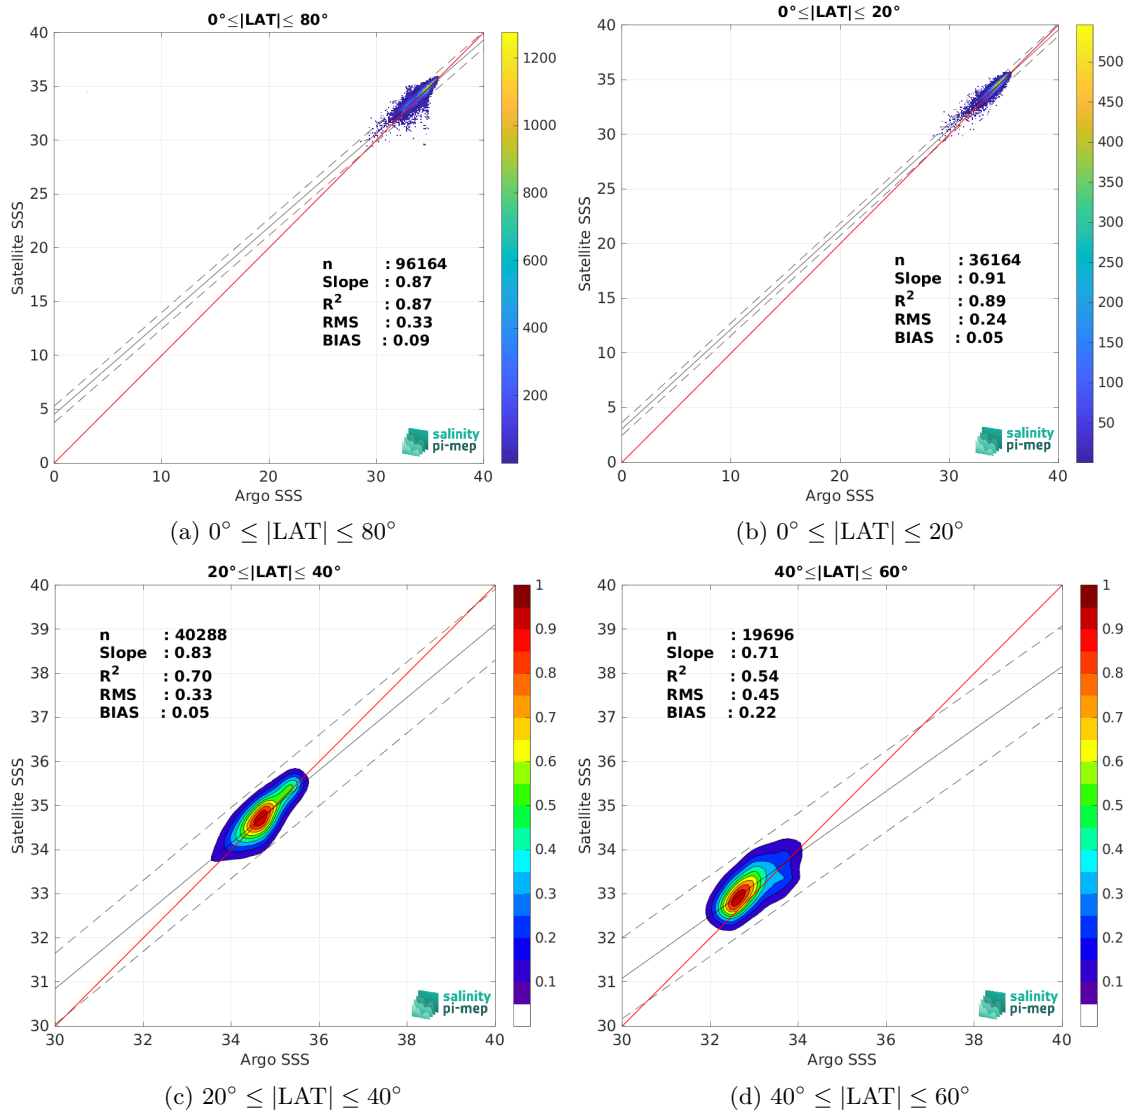 0°≤|LAT|≤ 80°
40
35
30
25
20
15
10
5
0
0
10
20
30
40
Satellite SSS
Argo SSS
n : 96164
Slope : 0.87
R² : 0.87
RMS : 0.33
BIAS : 0.09
salinity
pi-mep
1200
1000
800
600
400
200
(a) 0° ≤ |LAT| ≤ 80°
0°≤|LAT|≤ 20°
40
35
30
25
20
15
10
5
0
0
10
20
30
40
Satellite SSS
Argo SSS
n : 36164
Slope : 0.91
R² : 0.89
RMS : 0.24
BIAS : 0.05
salinity
pi-mep
500
450
400
350
300
250
200
150
100
50
(b) 0° ≤ |LAT| ≤ 20°
20°≤|LAT|≤ 40°
40
39
38
37
36
35
34
33
32
31
30
30
32
34
36
38
40
Satellite SSS
Argo SSS
n : 40288
Slope : 0.83
R² : 0.70
RMS : 0.33
BIAS : 0.05
salinity
pi-mep
1
0.9
0.8
0.7
0.6
0.5
0.4
0.3
0.2
0.1
(c) 20° ≤ |LAT| ≤ 40°
40°≤|LAT|≤ 60°
40
39
38
37
36
35
34
33
32
31
30
30
32
34
36
38
40
Satellite SSS
Argo SSS
n : 19696
Slope : 0.71
R² : 0.54
RMS : 0.45
BIAS : 0.22
salinity
pi-mep
1
0.9
0.8
0.7
0.6
0.5
0.4
0.3
0.2
0.1
(d) 40° ≤ |LAT| ≤ 60°